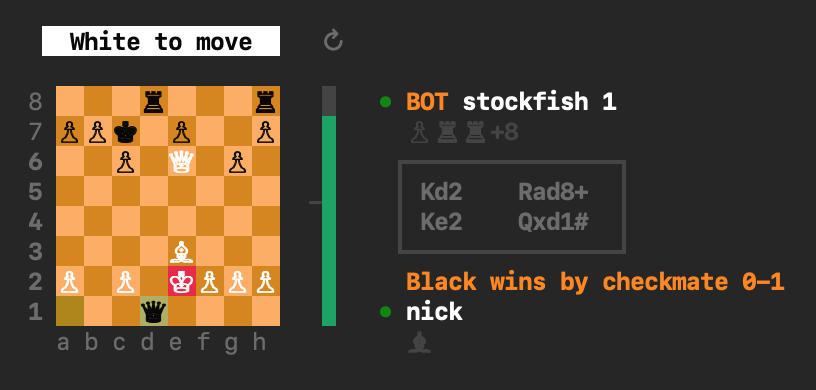 White to move
8
7
6
5
4
3
2
1
a b c d e f g h
BOT stockfish 1
+8
Kd2 Rad8+
Ke2 Qxd1#
Black wins by checkmate 0-1
nick